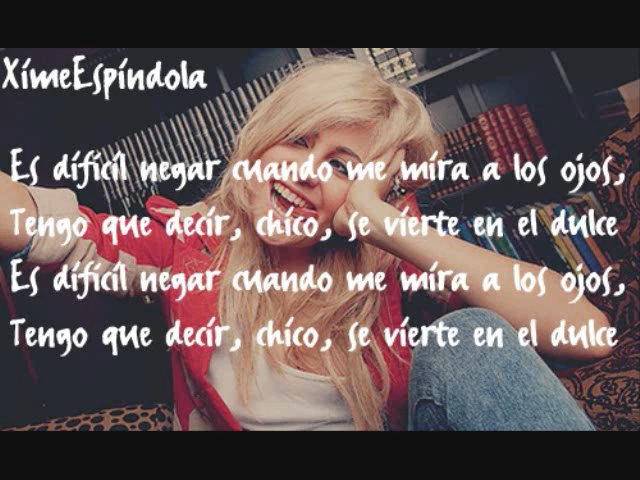 XimeEspindola
Es difícil negar cuando me mira a los ojos,
Tengo que decir, chico, se vierte en el dulce
Es difícil negar cuando me mira a los ojos,
Tengo que decir, chico, se vierte en el dulce